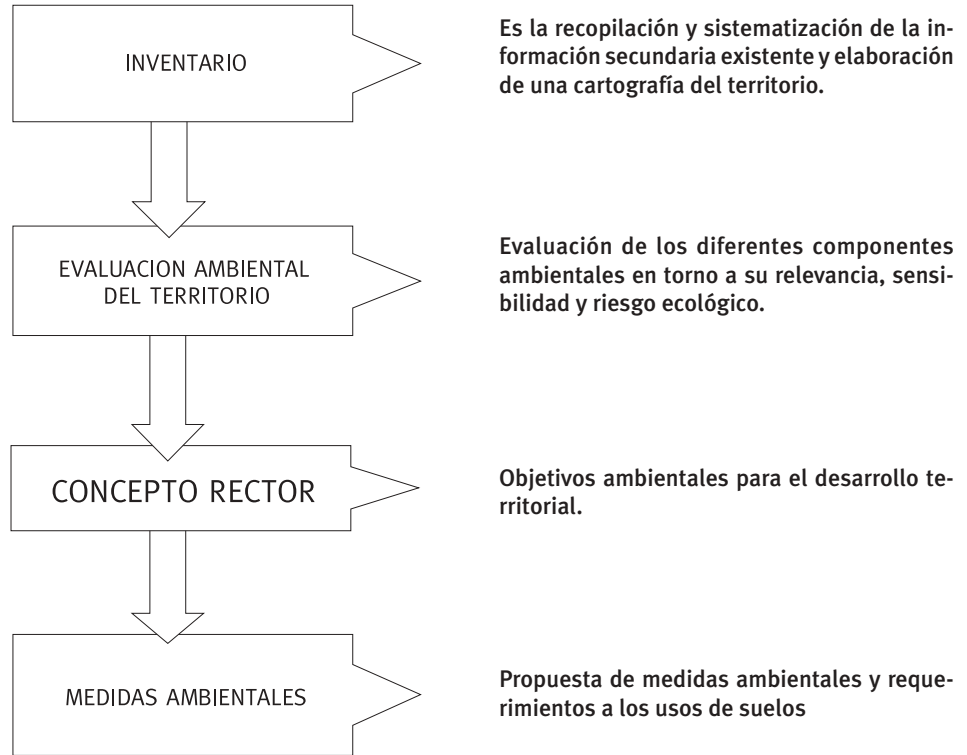 INVENTARIO
Es la recopilación y sistematización de la in-
formación secundaria existente y elaboración
de una cartografía del territorio.
EVALUACION AMBIENTAL
DEL TERRITORIO
Evaluación de los diferentes componentes
ambientales en torno a su relevancia, sensi-
bilidad y riesgo ecológico.
CONCEPTO RECTOR
Objetivos ambientales para el desarrollo te-
rritorial.
MEDIDAS AMBIENTALES
Propuesta de medidas ambientales y reque-
rimientos a los usos de suelos